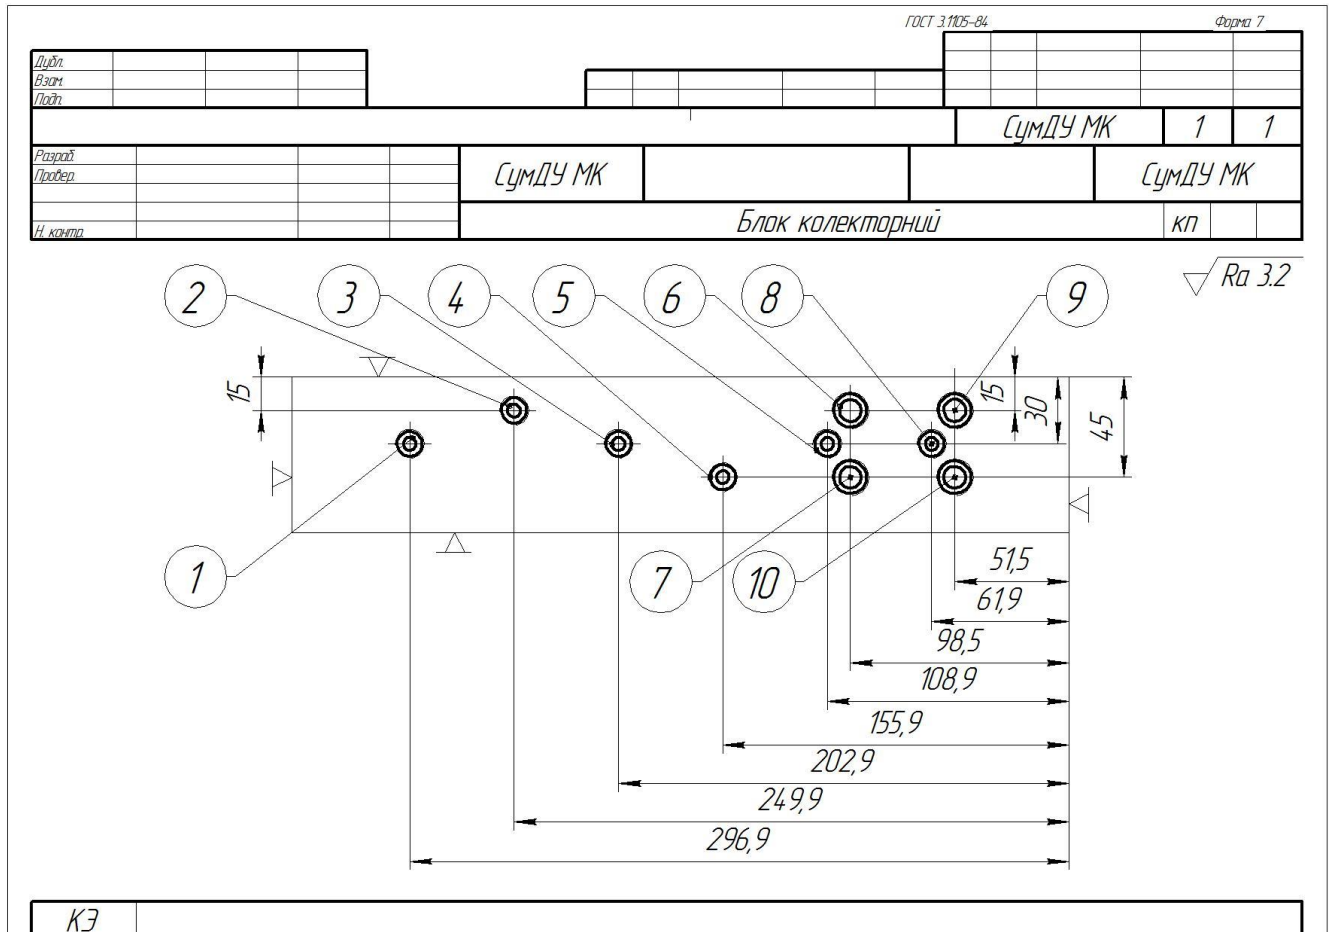 ГОСТ 3.1105-84 Форма 7
Дубл.
Взам.
Подп.
СумДУ МК 1 1
Разраб.
Провер.
СумДУ МК СумДУ МК
Блок колекторний КП
Н. контр.
Ra 3.2
2 3 4 5 6 8 9
15 15 30 45
1 7 10
51,5
61,9
98,5
108,9
155,9
202,9
249,9
296,9
КЭ